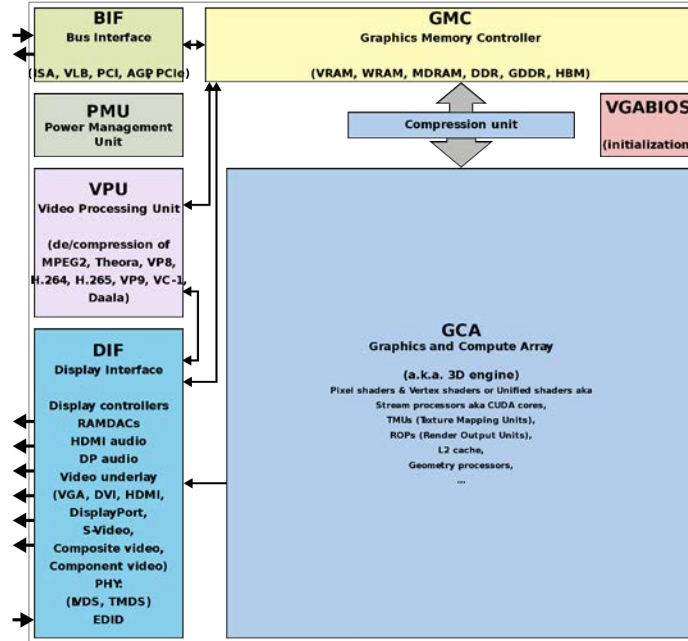 BIF
Bus Interface
(ISA, VLB, PCI, AGP, PCIe)
GMC
Graphics Memory Controller
(VRAM, WRAM, MDRAM, DDR, GDDR, HBM)
PMU
Power Management
Unit
Compression unit
VGABIOS
(initialization
VPU
Video Processing Unit
(de/compression of
MPEG2, Theora, VP8,
H.264, H.265, VP9, VC-1,
Daala)
GCA
Graphics and Compute Array
(a.k.a. 3D engine)
Pixel shaders & Vertex shaders or Unified shaders aka
Stream processors aka CUDA cores,
TMUs (Texture Mapping Units),
ROPs (Render Output Units),
L2 cache,
Geometry processors,
...
DIF
Display Interface
Display controllers
RAMDACs
HDMI audio
DP audio
Video underlay
(VGA, DVI, HDMI,
DisplayPort,
S-Video,
Composite video,
Component video)
PHY:
(LVDS, TMDS)
EDID